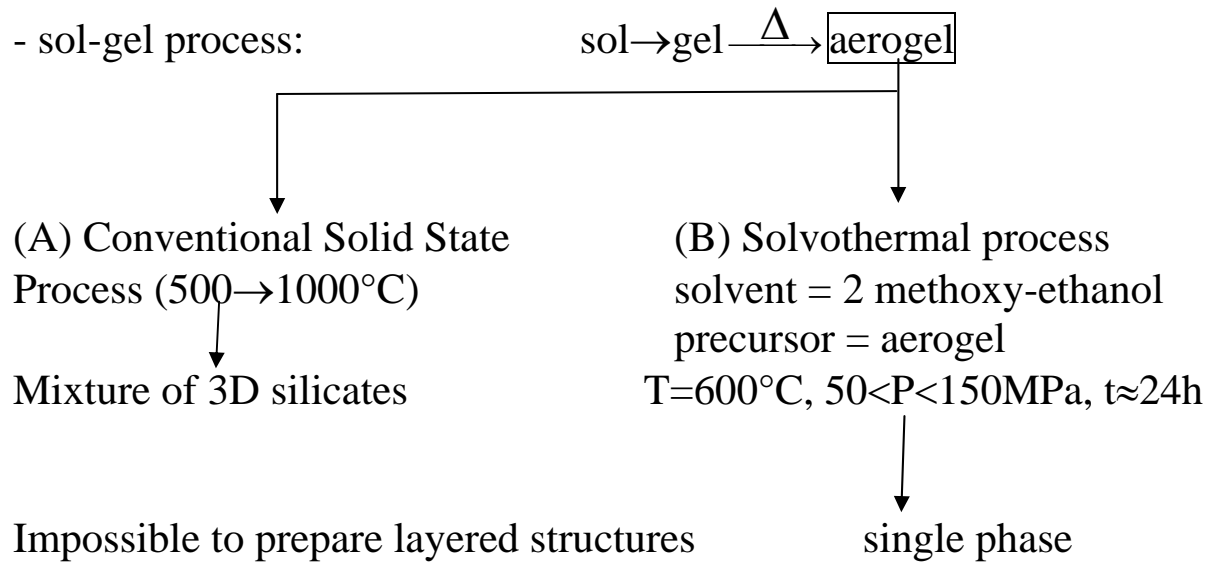 - sol-gel process: sol→gel —Δ→ aerogel
(A) Conventional Solid State
Process (500→1000°C)
Mixture of 3D silicates
Impossible to prepare layered structures
(B) Solvothermal process
solvent = 2 methoxy-ethanol
precursor = aerogel
T=600°C, 50<P<150MPa, t≈24h
single phase